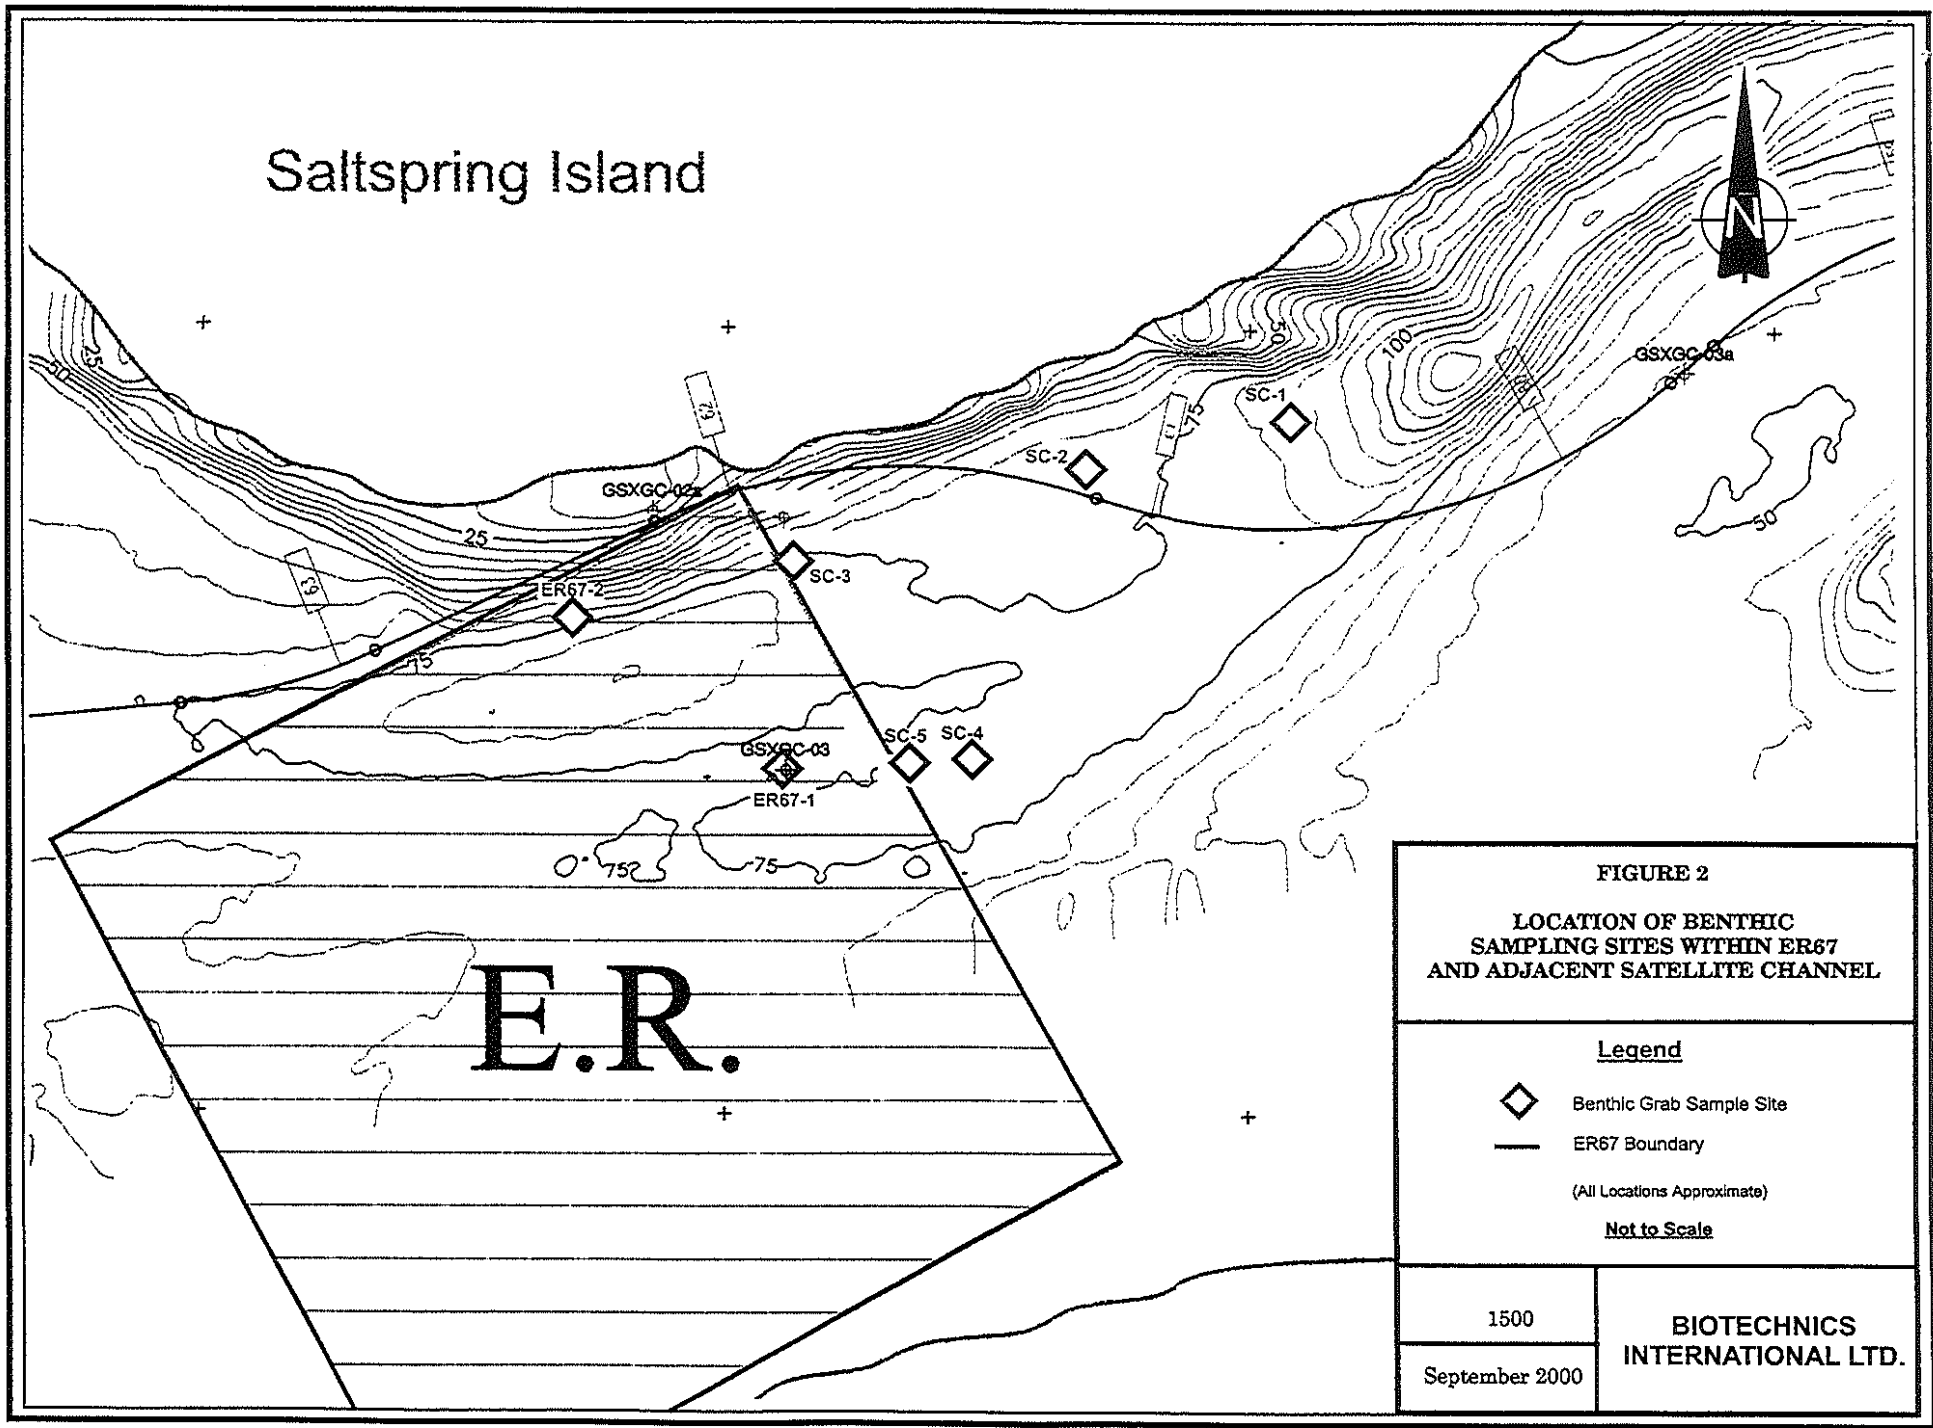 Saltspring Island
N
25
50
50
100
GSXGC-03a
SC-1
75
SC-2
50
GSXGC-02a
25
SC-3
ER67-2
75
SC-5
SC-4
GSXGC-03
ER67-1
75
75
E.R.
FIGURE 2
LOCATION OF BENTHIC
SAMPLING SITES WITHIN ER67
AND ADJACENT SATELLITE CHANNEL
Legend
Benthic Grab Sample Site
ER67 Boundary
(All Locations Approximate)
Not to Scale
1500
September 2000
BIOTECHNICS
INTERNATIONAL LTD.